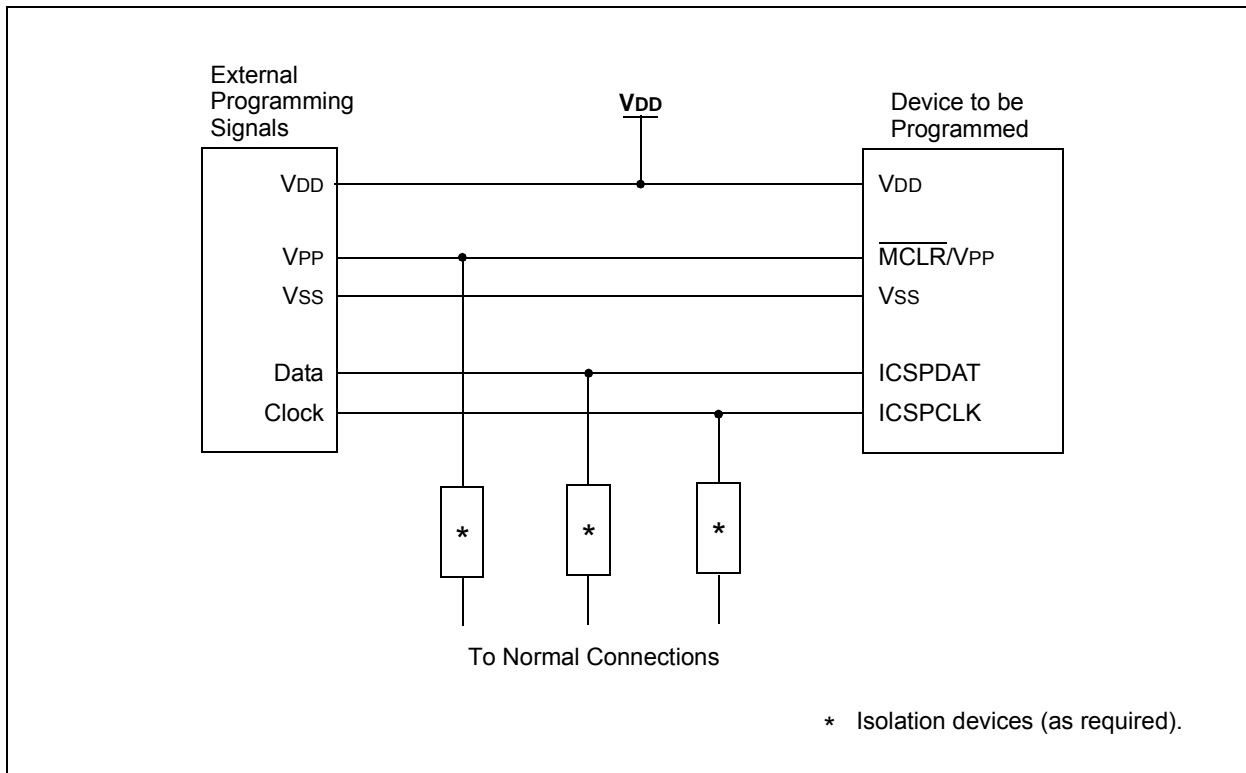 External
Programming
Signals
VDD
Device to be
Programmed
VDD
VDD
VPP
MCLR/VPP
VSS
VSS
Data
ICSPDAT
Clock
ICSPCLK
*
*
*
To Normal Connections
* Isolation devices (as required).